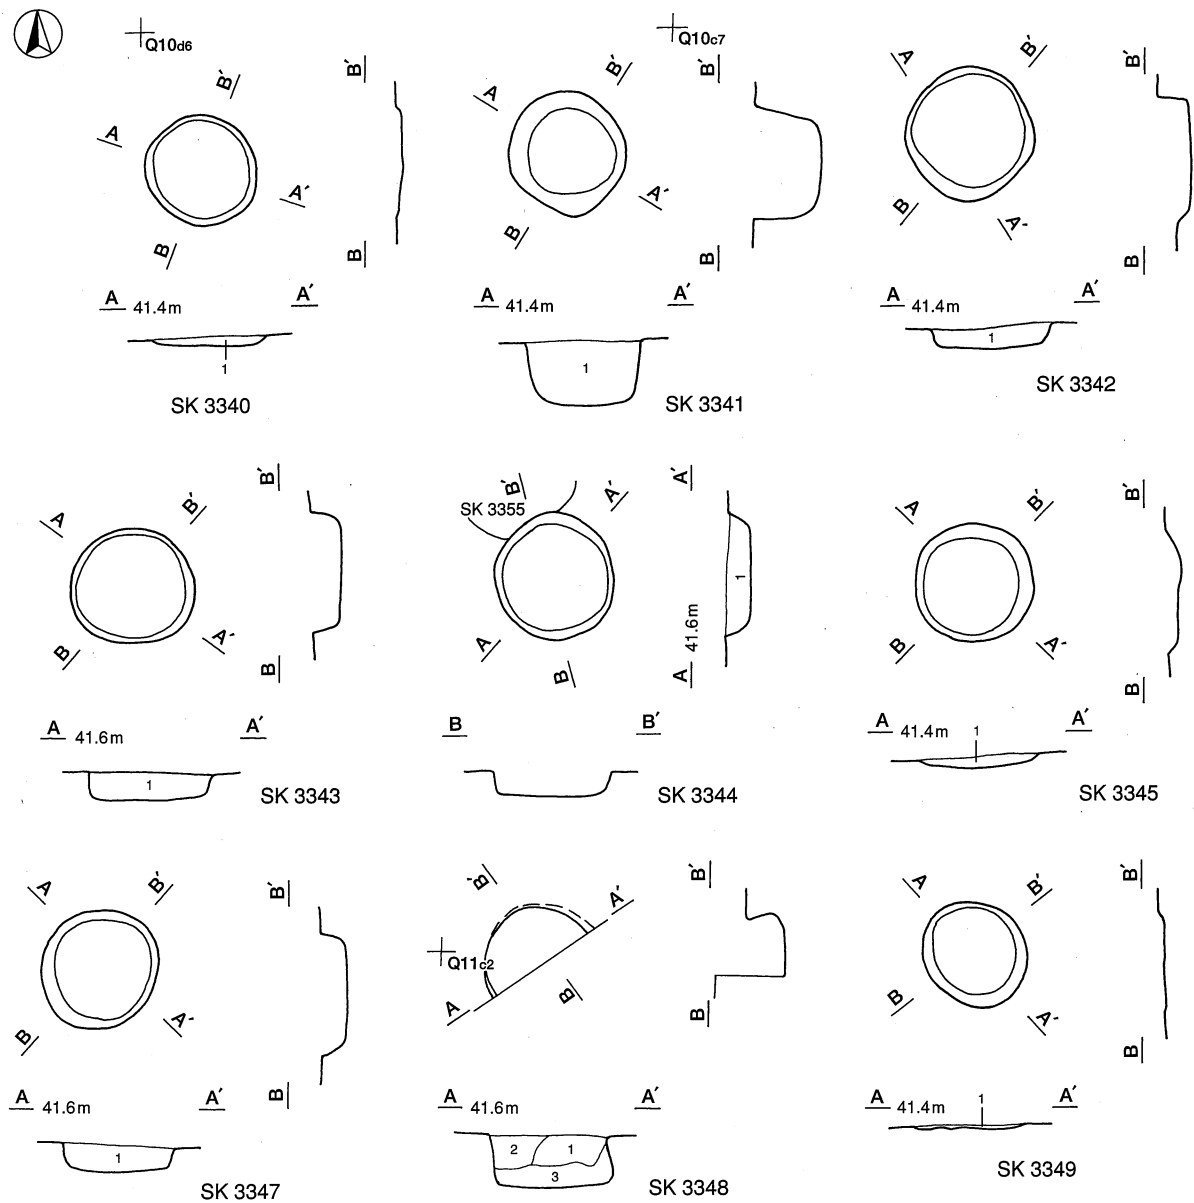 Q10d6
B′
A
A′
B
B′
B
A 41.4m A′
1
SK 3340
Q10c7
B′
A
A′
B
B′
B
A 41.4m A′
1
SK 3341
B′
A
A′
B
B′
B
A 41.4m A′
1
SK 3342
B′
A
A′
B
B′
B
A 41.6m A′
1
SK 3343
B′
A′
SK 3355
A
B
A′
1
A 41.6m
B B′
SK 3344
B′
A
A′
B
B′
B
A 41.4m A′
1
SK 3345
B′
A
A′
B
B′
B
A 41.6m A′
1
SK 3347
B′
A′
Q11c2
A
B
B′
B
A 41.6m A′
2 1
3
SK 3348
B′
A
A′
B
B′
B
A 41.4m A′
1
SK 3349